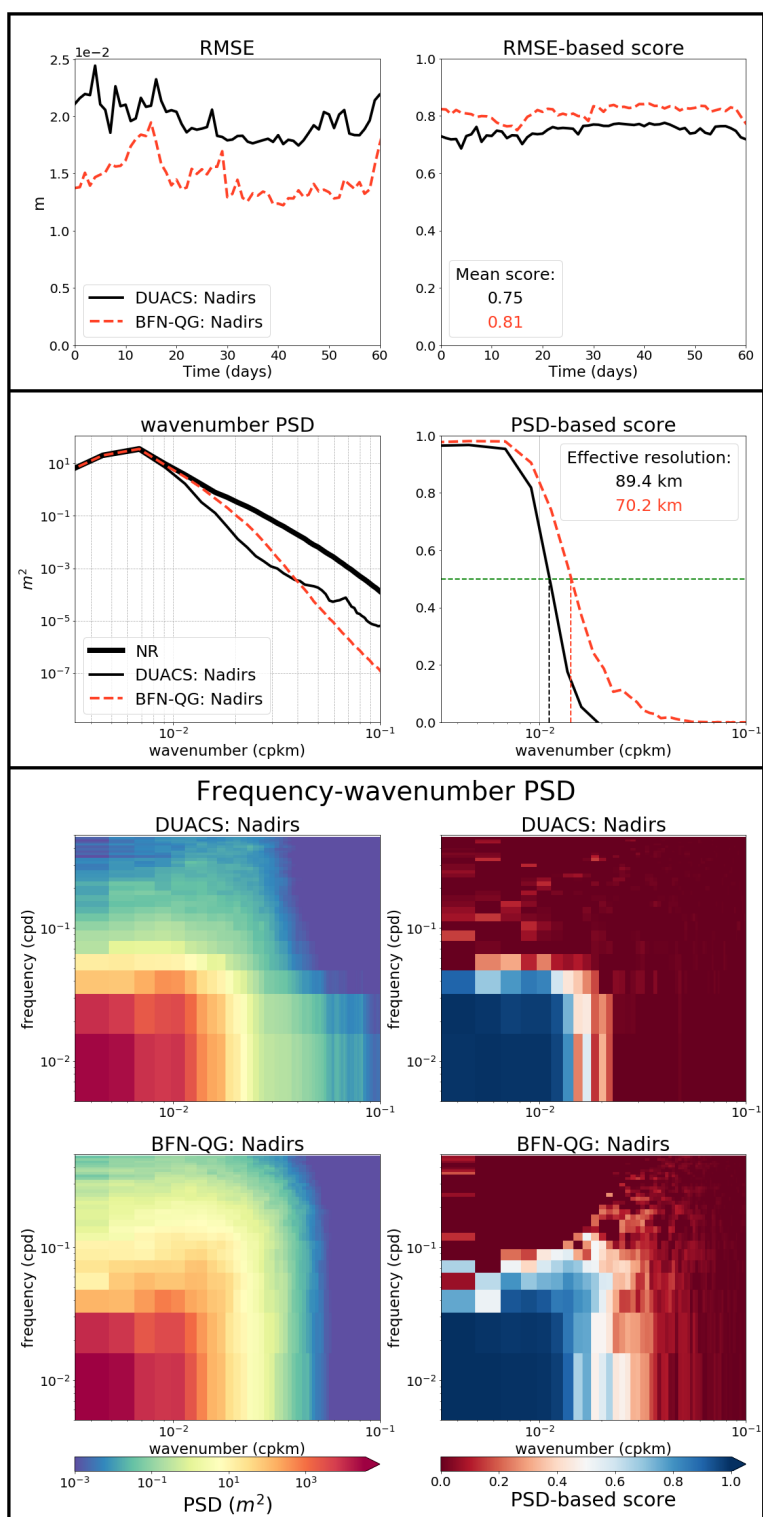 RMSE
1e−2
2.5
2.0
1.5
1.0
0.5
0.0
m
DUACS: Nadirs
BFN-QG: Nadirs
0 10 20 30 40 50 60
Time (days)
RMSE-based score
1.0
0.8
0.6
0.4
0.2
0.0
Mean score:
0.75
0.81
0 10 20 30 40 50 60
Time (days)
wavenumber PSD
10^1
10^−1
10^−3
10^−5
10^−7
m^2
NR
DUACS: Nadirs
BFN-QG: Nadirs
10^−2 10^−1
wavenumber (cpkm)
PSD-based score
1.0
0.8
0.6
0.4
0.2
0.0
Effective resolution:
89.4 km
70.2 km
10^−2 10^−1
wavenumber (cpkm)
Frequency-wavenumber PSD
DUACS: Nadirs
frequency (cpd)
10^−1
10^−2
10^−2 10^−1
DUACS: Nadirs
frequency (cpd)
10^−1
10^−2
10^−2 10^−1
BFN-QG: Nadirs
frequency (cpd)
10^−1
10^−2
10^−2 10^−1
wavenumber (cpkm)
10^−3 10^−1 10^1 10^3
PSD (m^2)
BFN-QG: Nadirs
frequency (cpd)
10^−1
10^−2
10^−2 10^−1
wavenumber (cpkm)
0.0 0.2 0.4 0.6 0.8 1.0
PSD-based score